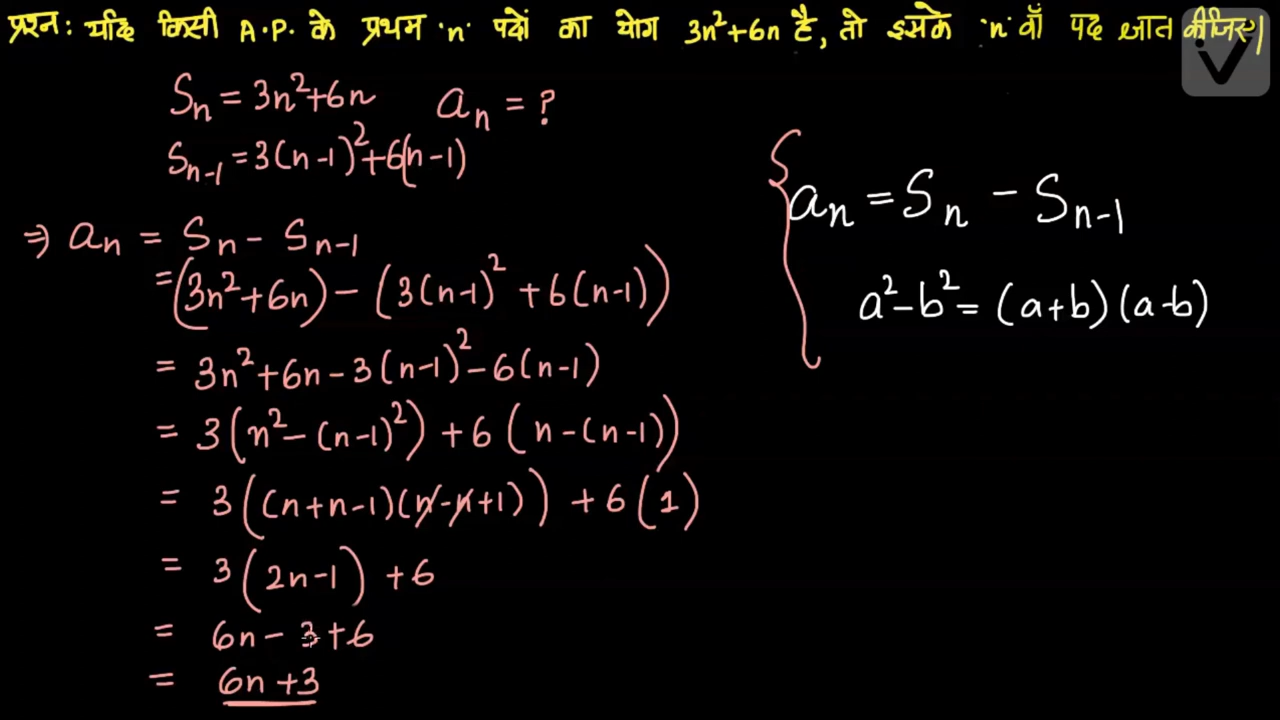 प्रश्न: यदि किसी A.P. के प्रथम 'n' पदों का योग 3n²+6n है, तो इसके 'n' वाँ पद ज्ञात कीजिए।
Sₙ = 3n²+6n aₙ = ?
Sₙ₋₁ = 3(n-1)²+6(n-1)
⇒ aₙ = Sₙ - Sₙ₋₁
= (3n²+6n) - (3(n-1)² + 6(n-1))
= 3n²+6n-3(n-1)²-6(n-1)
= 3(n²-(n-1)²) + 6(n-(n-1))
= 3((n+n-1)(n-n+1)) + 6(1)
= 3(2n-1) + 6
= 6n-3+6
= 6n+3
{ aₙ = Sₙ - Sₙ₋₁
a²-b² = (a+b)(a-b)